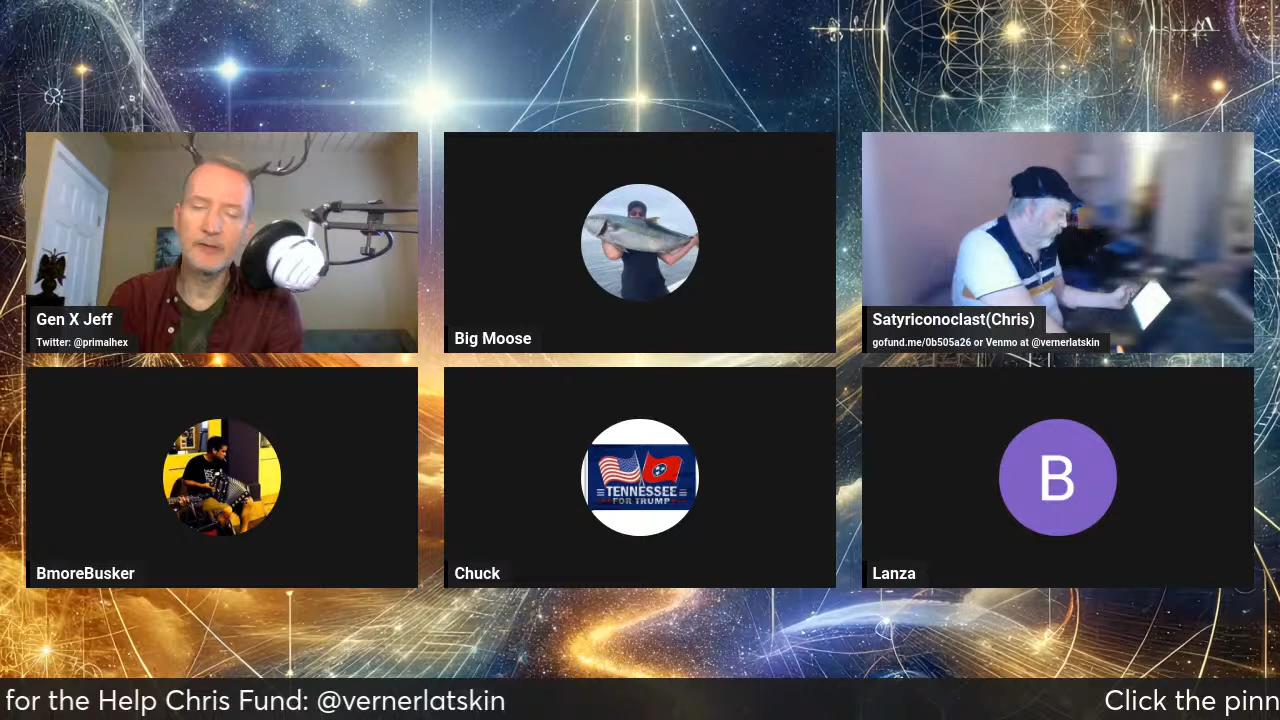 Gen X Jeff
Twitter: @primalhex
Big Moose
Satyriconoclast(Chris)
gofund.me/0b505a26 or Venmo at @vernerlatskin
BmoreBusker
TENNESSEE
FOR TRUMP
Chuck
B
Lanza
for the Help Chris Fund: @vernerlatskin
Click the pinn